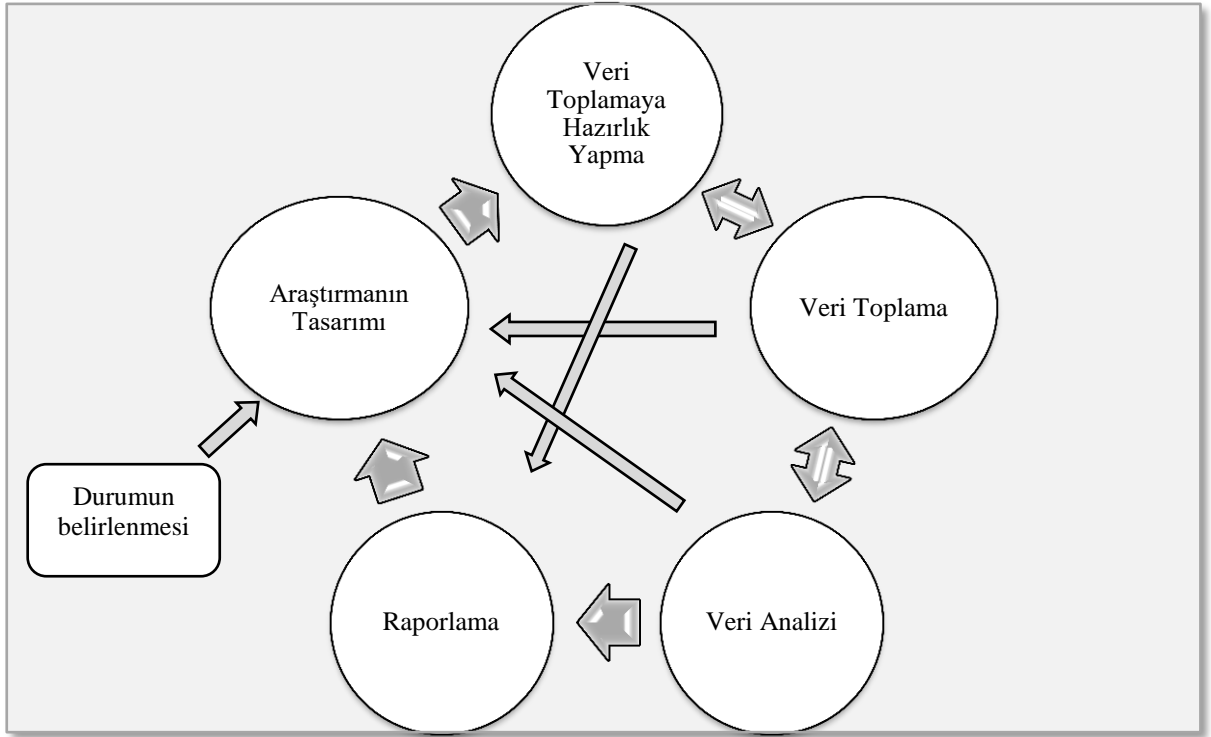 Veri
Toplamaya
Hazırlık
Yapma
Araştırmanın
Tasarımı
Veri Toplama
Durumun
belirlenmesi
Raporlama
Veri Analizi